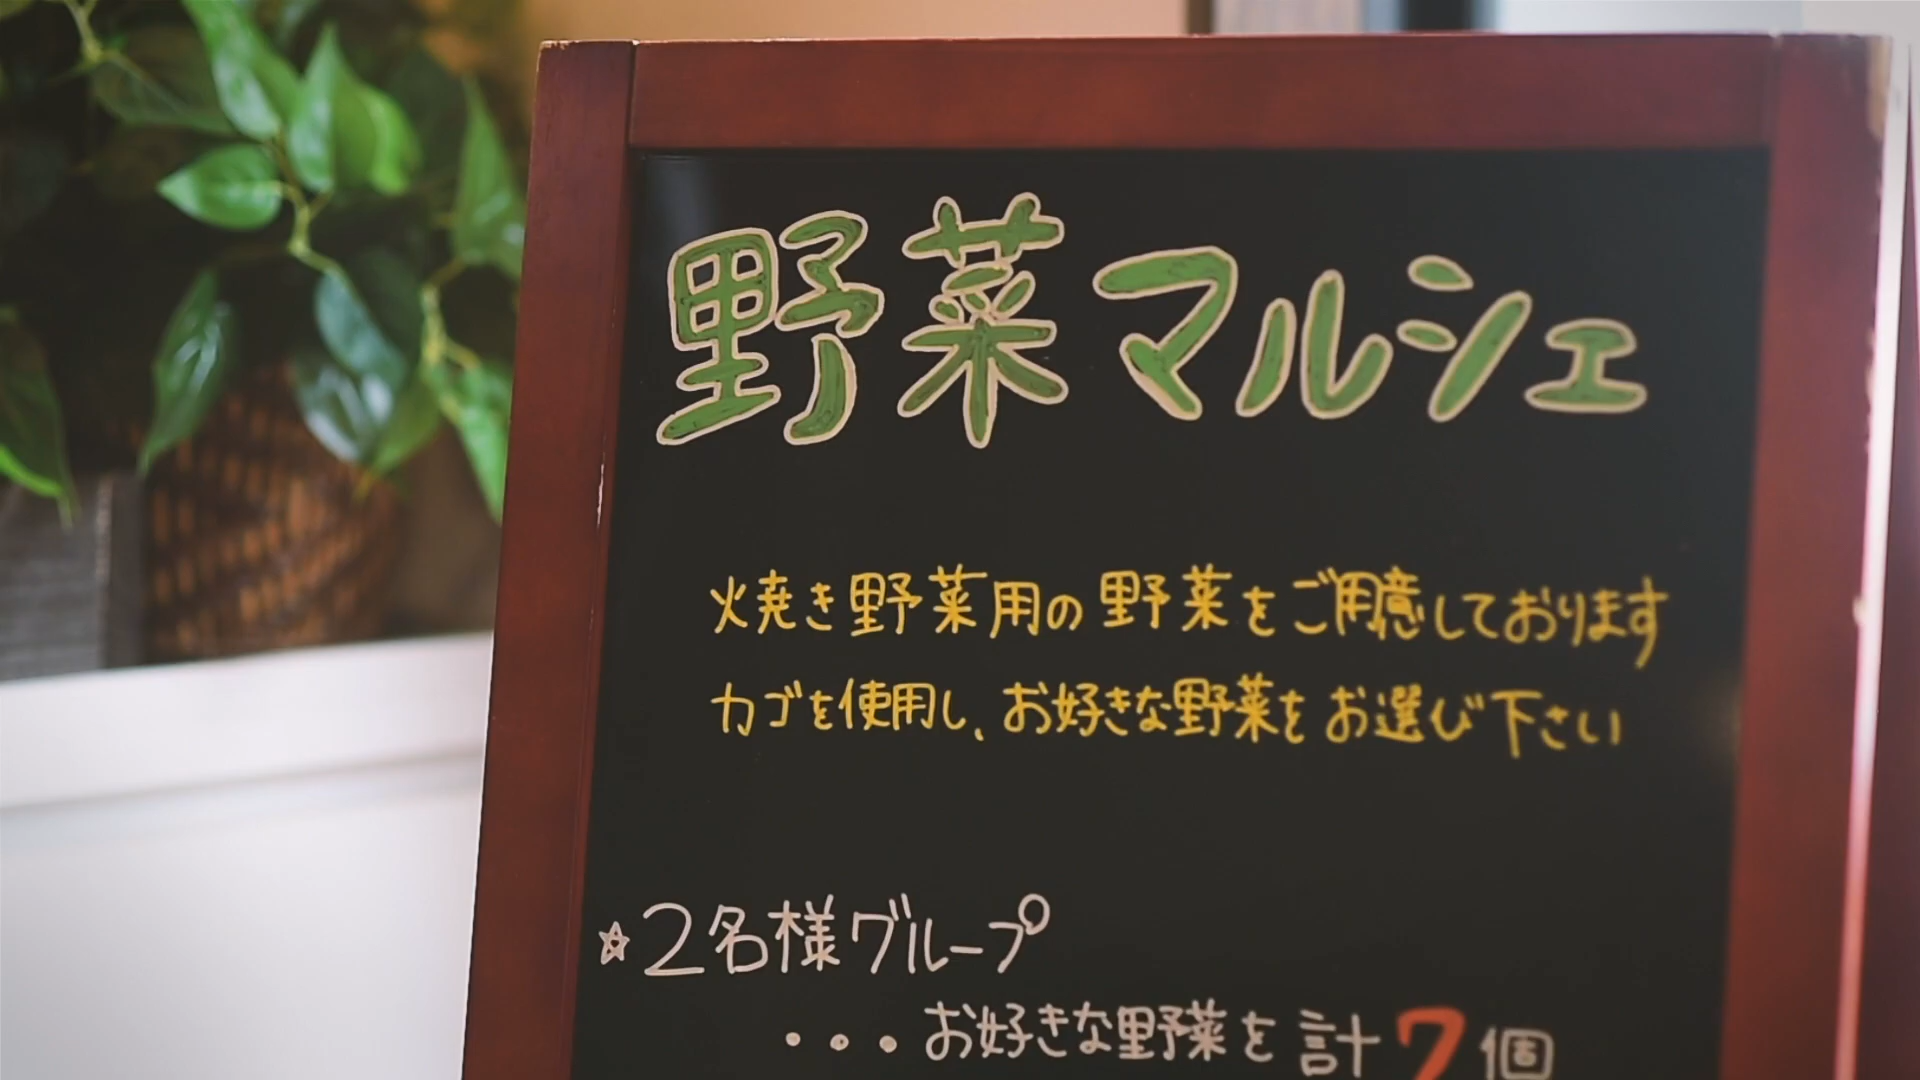 野菜マルシェ
焼き野菜用の野菜をご用意しております
カゴを使用し、お好きな野菜をお選び下さい
☆2名様グループ
・・・お好きな野菜を計7個